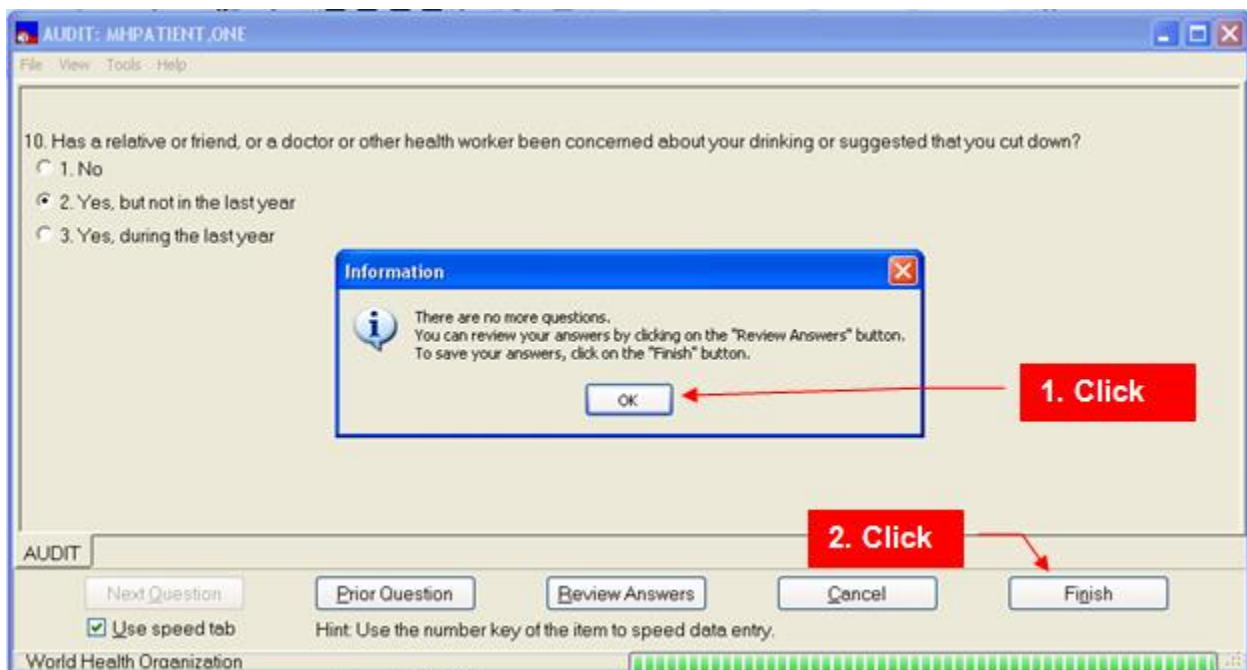 AUDIT: MHPATIENT,ONE
File View Tools Help
10. Has a relative or friend, or a doctor or other health worker been concerned about your drinking or suggested that you cut down?
1. No
2. Yes, but not in the last year
3. Yes, during the last year
Information
There are no more questions.
You can review your answers by clicking on the "Review Answers" button.
To save your answers, click on the "Finish" button.
OK
1. Click
2. Click
AUDIT
Next Question Prior Question Review Answers Cancel Finish
Use speed tab Hint: Use the number key of the item to speed data entry.
World Health Organization